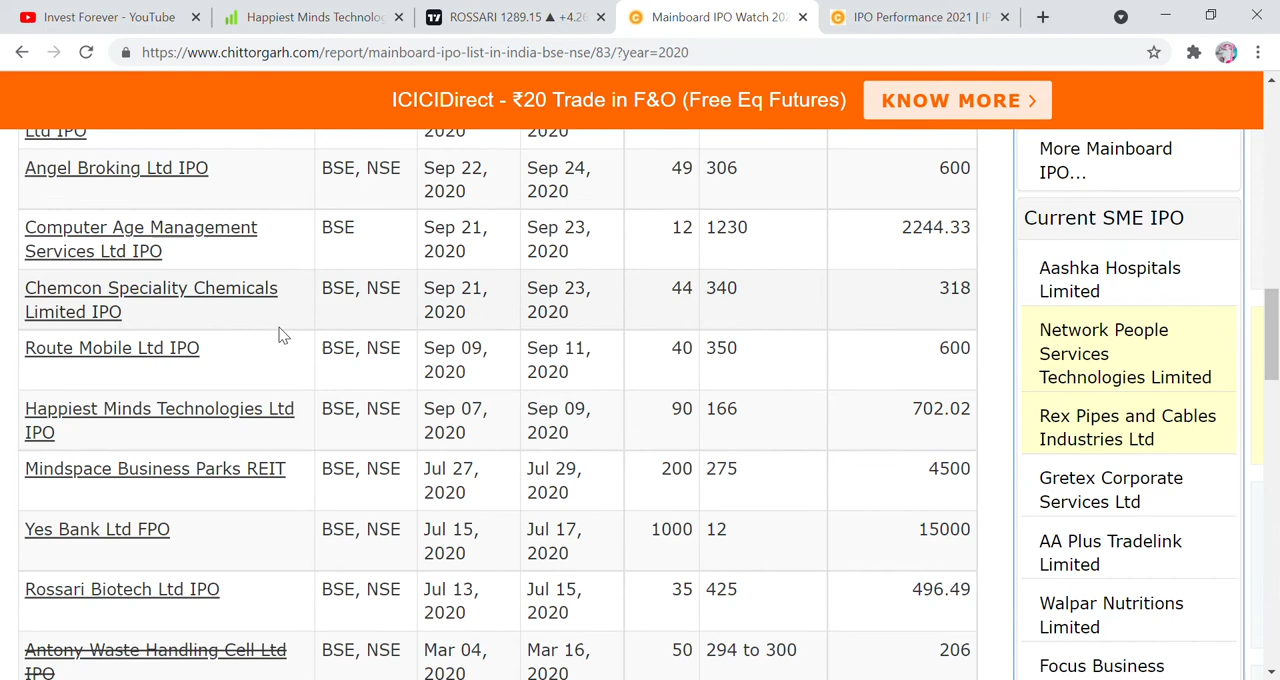 Invest Forever - YouTube
Happiest Minds Technolo
ROSSARI 1289.15 ▲ +4.2
Mainboard IPO Watch 202
IPO Performance 2021 | IP
https://www.chittorgarh.com/report/mainboard-ipo-list-in-india-bse-nse/83/?year=2020
ICICIDirect - ₹20 Trade in F&O (Free Eq Futures)
KNOW MORE >
Ltd IPO 2020 2020
Angel Broking Ltd IPO BSE, NSE Sep 22, Sep 24, 49 306 600
2020 2020
Computer Age Management BSE Sep 21, Sep 23, 12 1230 2244.33
Services Ltd IPO 2020 2020
Chemcon Speciality Chemicals BSE, NSE Sep 21, Sep 23, 44 340 318
Limited IPO 2020 2020
Route Mobile Ltd IPO BSE, NSE Sep 09, Sep 11, 40 350 600
2020 2020
Happiest Minds Technologies Ltd BSE, NSE Sep 07, Sep 09, 90 166 702.02
IPO 2020 2020
Mindspace Business Parks REIT BSE, NSE Jul 27, Jul 29, 200 275 4500
2020 2020
Yes Bank Ltd FPO BSE, NSE Jul 15, Jul 17, 1000 12 15000
2020 2020
Rossari Biotech Ltd IPO BSE, NSE Jul 13, Jul 15, 35 425 496.49
2020 2020
Antony Waste Handling Cell Ltd BSE, NSE Mar 04, Mar 16, 50 294 to 300 206
IPO 2020 2020
More Mainboard
IPO...
Current SME IPO
Aashka Hospitals
Limited
Network People
Services
Technologies Limited
Rex Pipes and Cables
Industries Ltd
Gretex Corporate
Services Ltd
AA Plus Tradelink
Limited
Walpar Nutritions
Limited
Focus Business